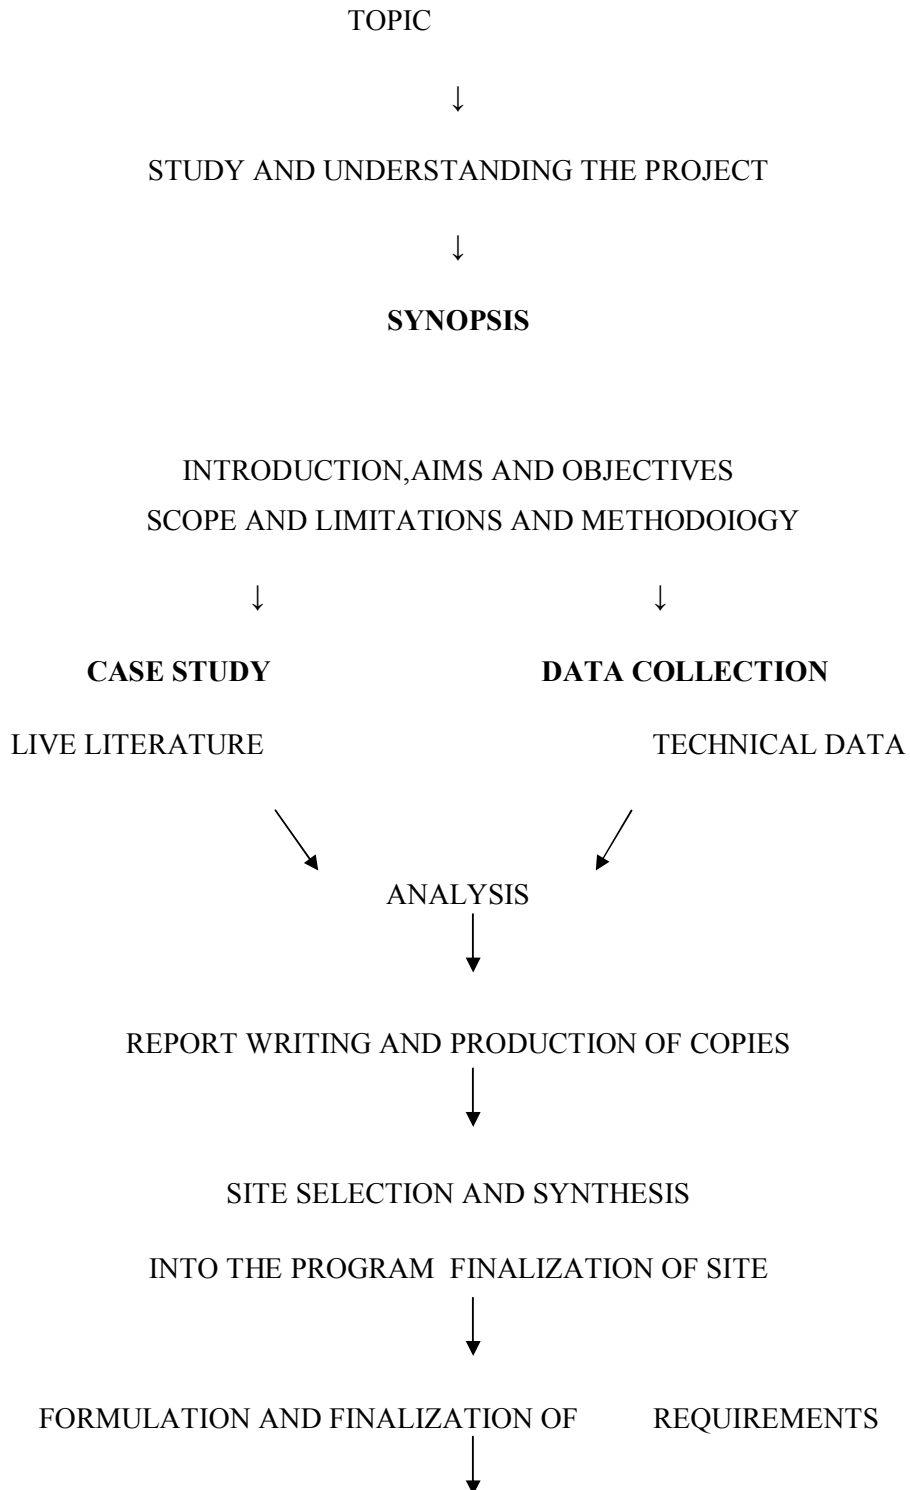 TOPIC
↓
STUDY AND UNDERSTANDING THE PROJECT
↓
SYNOPSIS
INTRODUCTION,AIMS AND OBJECTIVES
SCOPE AND LIMITATIONS AND METHODOIOGY
↓ ↓
CASE STUDY DATA COLLECTION
LIVE LITERATURE TECHNICAL DATA
ANALYSIS
REPORT WRITING AND PRODUCTION OF COPIES
SITE SELECTION AND SYNTHESIS
INTO THE PROGRAM FINALIZATION OF SITE
FORMULATION AND FINALIZATION OF REQUIREMENTS